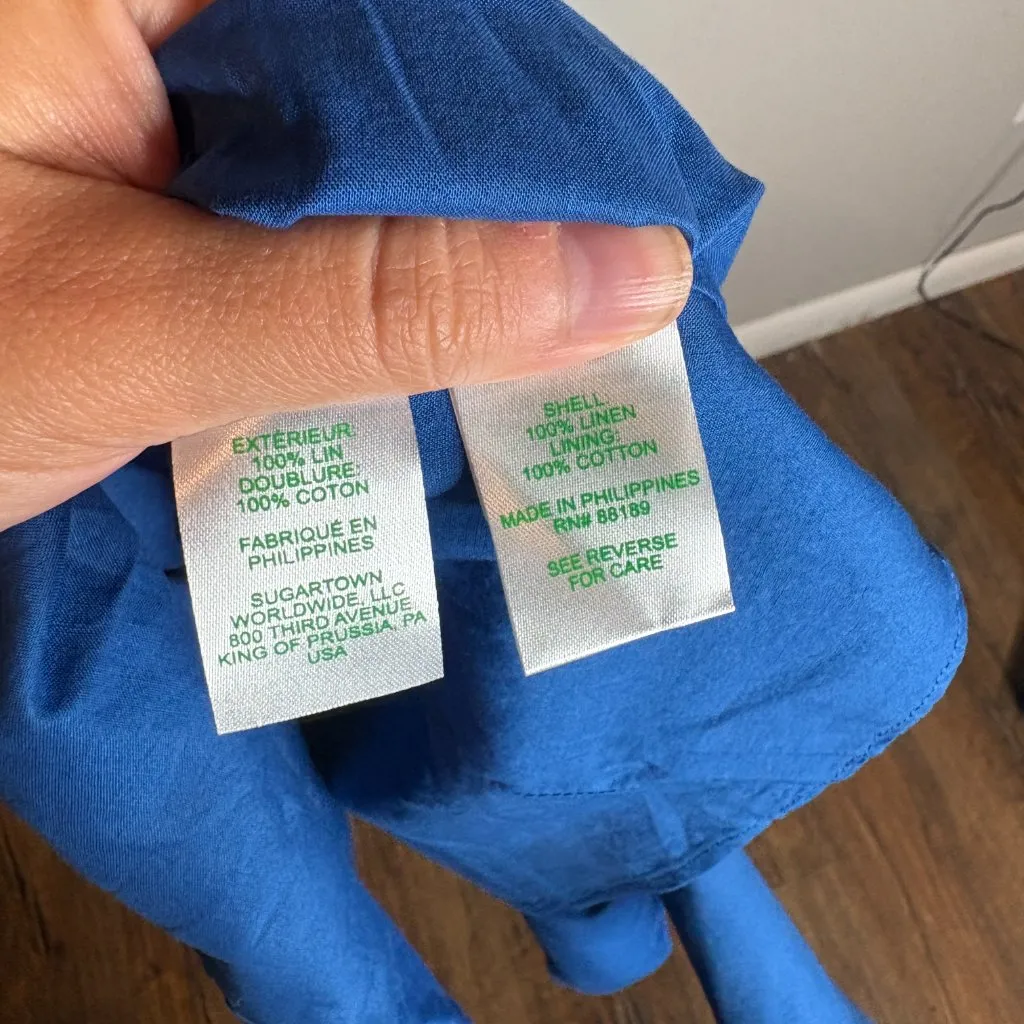 EXTÉRIEUR
100% LIN
DOUBLURE:
100% COTON
FABRIQUÉ EN
PHILIPPINES
SUGARTOWN
WORLDWIDE, LLC
800 THIRD AVENUE
KING OF PRUSSIA, PA
USA
SHELL
100% LINEN
LINING:
100% COTTON
MADE IN PHILIPPINES
RN# 88189
SEE REVERSE
FOR CARE